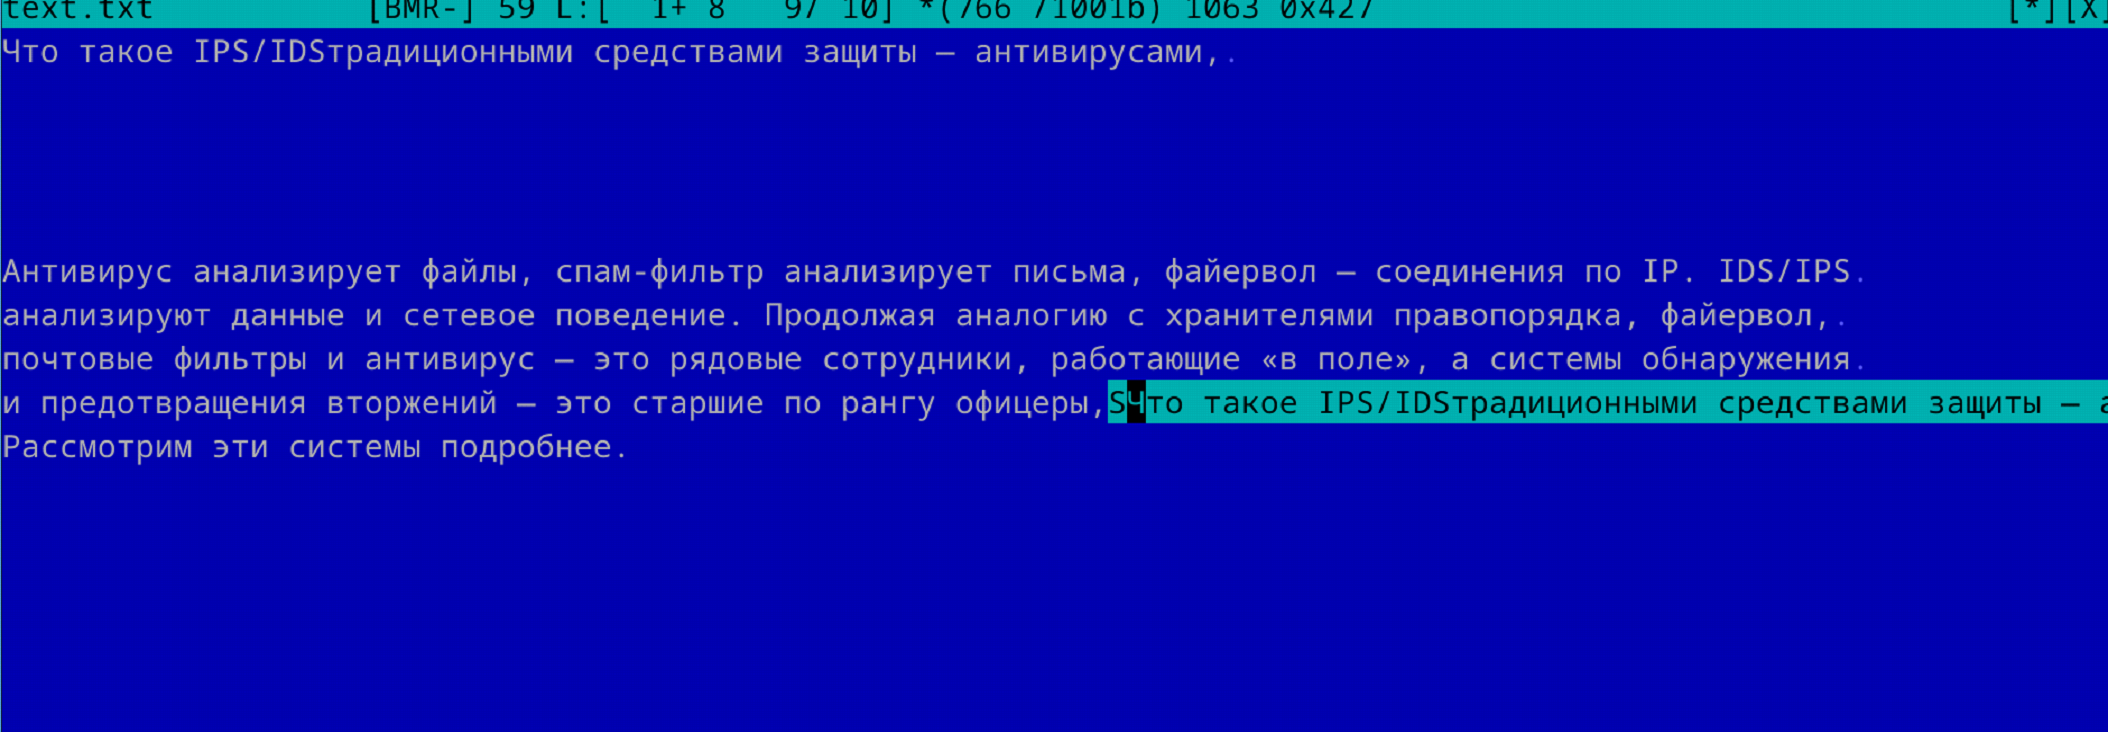 text.txt [BMR-] 59 L:[ 1+ 8 9/ 10] *(766 /1001b) 1063 0x427 [*][X]
Что такое IPS/IDSтрадиционными средствами защиты — антивирусами,.
Антивирус анализирует файлы, спам-фильтр анализирует письма, файервол — соединения по IP. IDS/IPS.
анализируют данные и сетевое поведение. Продолжая аналогию с хранителями правопорядка, файервол,.
почтовые фильтры и антивирус — это рядовые сотрудники, работающие «в поле», а системы обнаружения.
и предотвращения вторжений — это старшие по рангу офицеры,SЧто такое IPS/IDSтрадиционными средствами защиты — а
Рассмотрим эти системы подробнее.